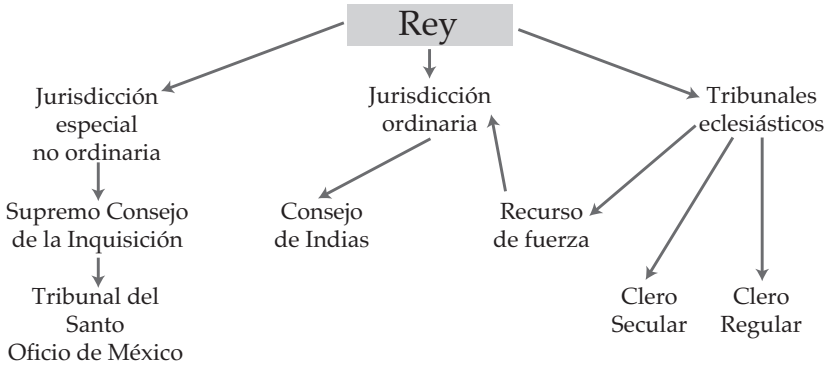 Rey
Jurisdicción
especial
no ordinaria
Jurisdicción
ordinaria
Tribunales
eclesiásticos
Supremo Consejo
de la Inquisición
Consejo
de Indias
Recurso
de fuerza
Tribunal del
Santo
Oficio de México
Clero
Secular
Clero
Regular